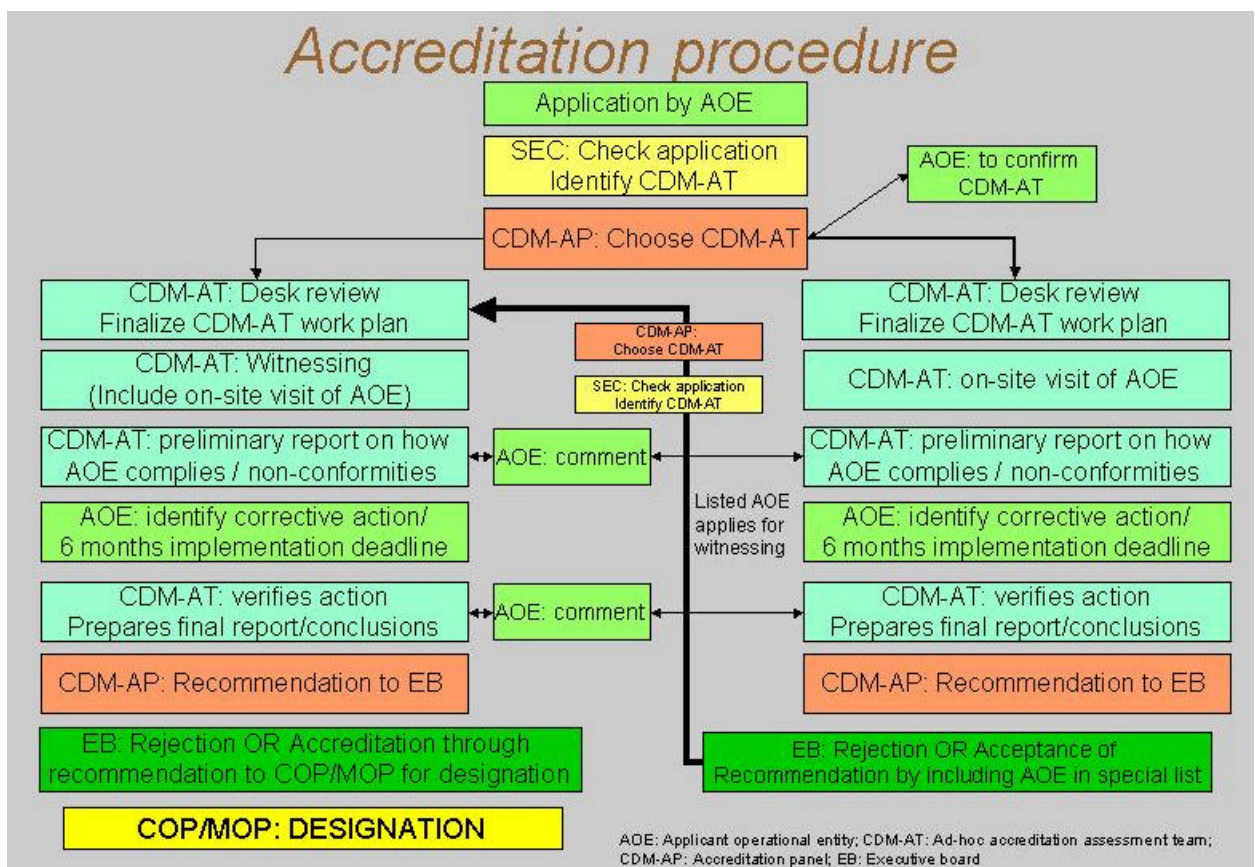 Accreditation procedure
Application by AOE
SEC: Check application
Identify CDM-AT
AOE: to confirm
CDM-AT
CDM-AP: Choose CDM-AT
CDM-AT: Desk review
Finalize CDM-AT work plan
CDM-AT: Witnessing
(Include on-site visit of AOE)
CDM-AT: preliminary report on how
AOE complies / non-conformities
AOE: identify corrective action/
6 months implementation deadline
CDM-AT: verifies action
Prepares final report/conclusions
CDM-AP: Recommendation to EB
EB: Rejection OR Accreditation through
recommendation to COP/MOP for designation
COP/MOP: DESIGNATION
CDM-AP:
Choose CDM-AT
SEC: Check application
Identify CDM-AT
AOE: comment
Listed AOE
applies for
witnessing
AOE: comment
CDM-AT: Desk review
Finalize CDM-AT work plan
CDM-AT: on-site visit of AOE
CDM-AT: preliminary report on how
AOE complies / non-conformities
AOE: identify corrective action/
6 months implementation deadline
CDM-AT: verifies action
Prepares final report/conclusions
CDM-AP: Recommendation to EB
EB: Rejection OR Acceptance of
Recommendation by including AOE in special list
AOE: Applicant operational entity; CDM-AT: Ad-hoc accreditation assessment team;
CDM-AP: Accreditation panel; EB: Executive board